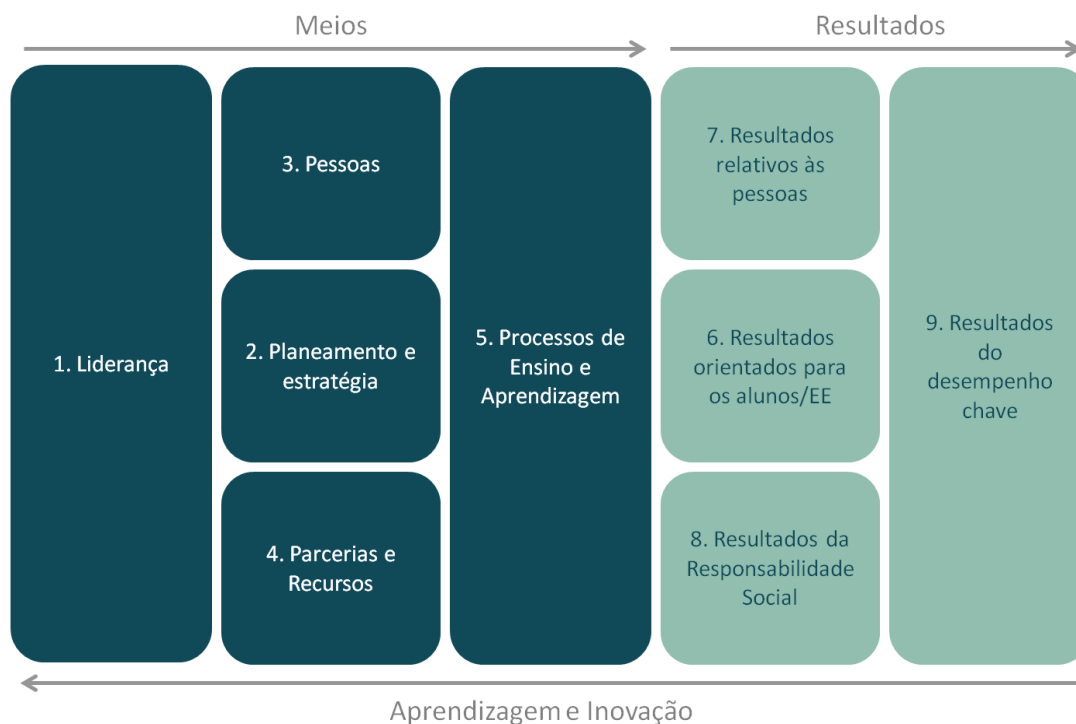 Meios
Resultados
1. Liderança
3. Pessoas
2. Planeamento e
estratégia
4. Parcerias e
Recursos
5. Processos de
Ensino e
Aprendizagem
7. Resultados
relativos às
pessoas
6. Resultados
orientados para
os alunos/EE
8. Resultados da
Responsabilidade
Social
9. Resultados
do
desempenho
chave
Aprendizagem e Inovação